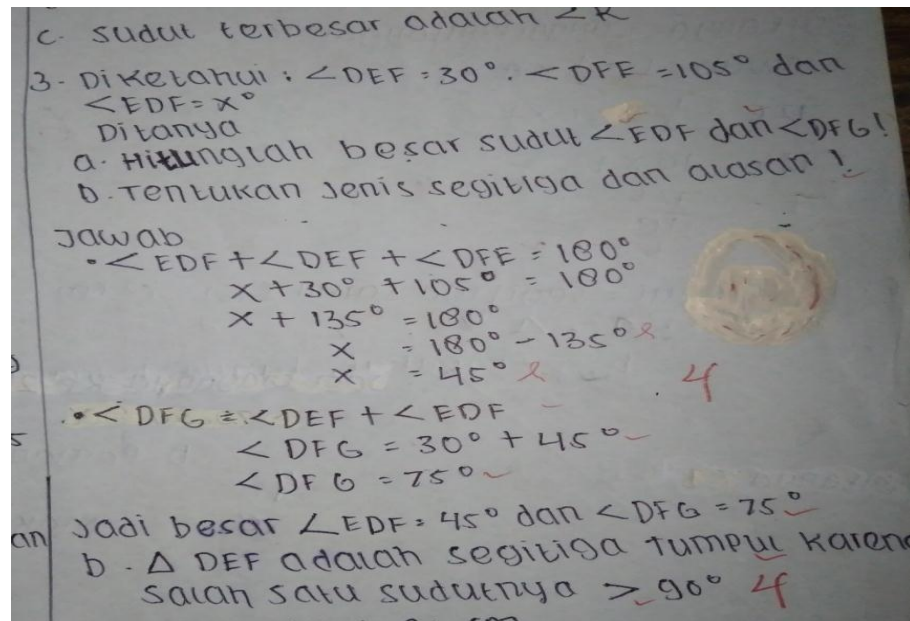 c. sudut terbesar adalah ∠K
3. Diketahui : ∠DEF = 30°. ∠DFE = 105° dan
∠EDF = x°
Ditanya
a. Hitunglah besar sudut ∠EDF dan ∠DFG!
b. Tentukan Jenis segitiga dan alasan!
Jawab
• ∠EDF + ∠DEF + ∠DFE = 180°
x + 30° + 105° = 180°
x + 135° = 180°
x = 180° - 135°
x = 45°
4
• ∠DFG = ∠DEF + ∠EDF
∠DFG = 30° + 45°
∠DFG = 75°
an
Jadi besar ∠EDF = 45° dan ∠DFG = 75°
b. △ DEF adalah segitiga tumpul karena
salah satu sudutnya > 90° 4